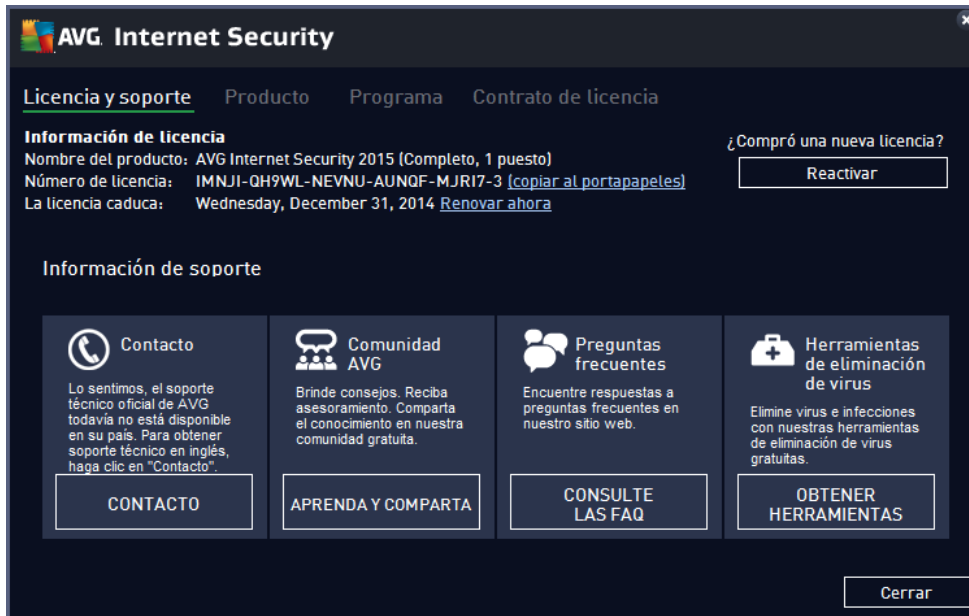 AVG. Internet Security
Licencia y soporte Producto Programa Contrato de licencia
Información de licencia
Nombre del producto: AVG Internet Security 2015 (Completo, 1 puesto)
Número de licencia: IMNJI-QH9WL-NEVNU-AUNQF-MJRI7-3 (copiar al portapapeles)
La licencia caduca: Wednesday, December 31, 2014 Renovar ahora
¿Compró una nueva licencia?
Reactivar
Información de soporte
Contacto
Lo sentimos, el soporte
técnico oficial de AVG
todavía no está disponible
en su país. Para obtener
soporte técnico en inglés,
haga clic en "Contacto".
CONTACTO
Comunidad
AVG
Brinde consejos. Reciba
asesoramiento. Comparta
el conocimiento en nuestra
comunidad gratuita.
APRENDA Y COMPARTA
Preguntas
frecuentes
Encuentre respuestas a
preguntas frecuentes en
nuestro sitio web.
CONSULTE
LAS FAQ
Herramientas
de eliminación
de virus
Elimine virus e infecciones
con nuestras herramientas
de eliminación de virus
gratuitas.
OBTENER
HERRAMIENTAS
Cerrar